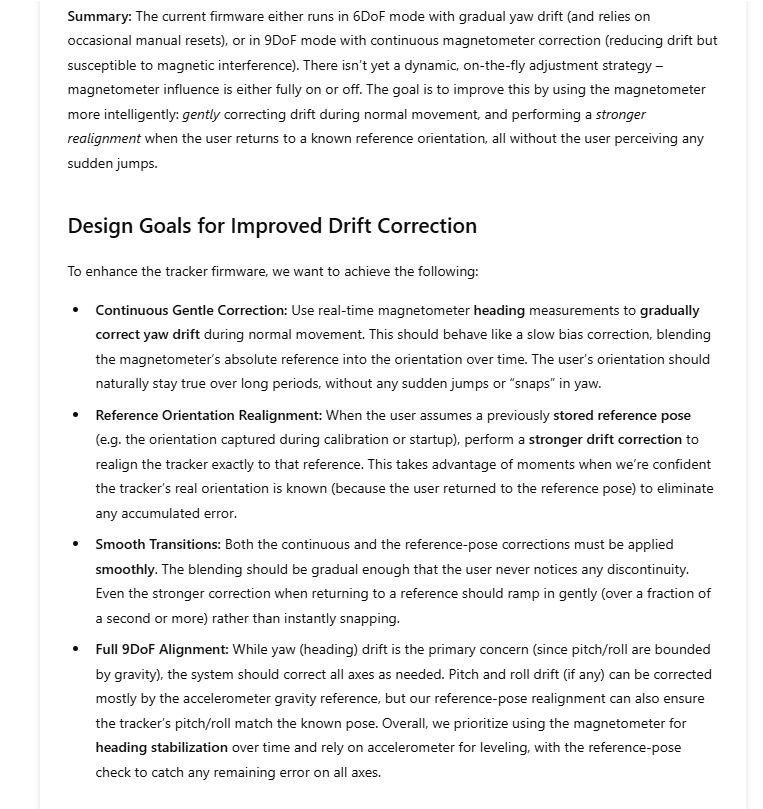 Summary: The current firmware either runs in 6DoF mode with gradual yaw drift (and relies on
occasional manual resets), or in 9DoF mode with continuous magnetometer correction (reducing drift but
susceptible to magnetic interference). There isn't yet a dynamic, on-the-fly adjustment strategy –
magnetometer influence is either fully on or off. The goal is to improve this by using the magnetometer
more intelligently: gently correcting drift during normal movement, and performing a stronger
realignment when the user returns to a known reference orientation, all without the user perceiving any
sudden jumps.
Design Goals for Improved Drift Correction
To enhance the tracker firmware, we want to achieve the following:
• Continuous Gentle Correction: Use real-time magnetometer heading measurements to gradually
correct yaw drift during normal movement. This should behave like a slow bias correction, blending
the magnetometer's absolute reference into the orientation over time. The user's orientation should
naturally stay true over long periods, without any sudden jumps or "snaps" in yaw.
• Reference Orientation Realignment: When the user assumes a previously stored reference pose
(e.g. the orientation captured during calibration or startup), perform a stronger drift correction to
realign the tracker exactly to that reference. This takes advantage of moments when we're confident
the tracker's real orientation is known (because the user returned to the reference pose) to eliminate
any accumulated error.
• Smooth Transitions: Both the continuous and the reference-pose corrections must be applied
smoothly. The blending should be gradual enough that the user never notices any discontinuity.
Even the stronger correction when returning to a reference should ramp in gently (over a fraction of
a second or more) rather than instantly snapping.
• Full 9DoF Alignment: While yaw (heading) drift is the primary concern (since pitch/roll are bounded
by gravity), the system should correct all axes as needed. Pitch and roll drift (if any) can be corrected
mostly by the accelerometer gravity reference, but our reference-pose realignment can also ensure
the tracker's pitch/roll match the known pose. Overall, we prioritize using the magnetometer for
heading stabilization over time and rely on accelerometer for leveling, with the reference-pose
check to catch any remaining error on all axes.